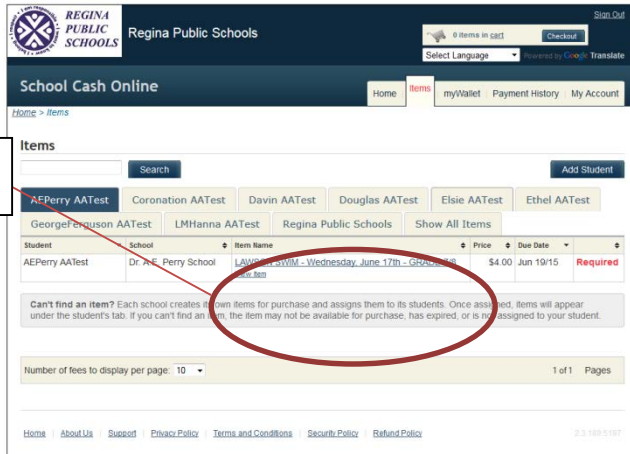 REGINA
PUBLIC
SCHOOLS
Regina Public Schools
Sign Out
0 items in cart Checkout
Select Language Powered by Google Translate
School Cash Online
Home Items myWallet Payment History My Account
Home > Items
Items
Search Add Student
AEPerry AATest Coronation AATest Davin AATest Douglas AATest Elsie AATest Ethel AATest
GeorgeFerguson AATest LMHanna AATest Regina Public Schools Show All Items
Student School Item Name Price Due Date
AEPerry AATest Dr. A.E. Perry School LAWSON SWIM - Wednesday, June 17th - GRADE 7/8 $4.00 Jun 19/15 Required
View Item
Can't find an item? Each school creates its own items for purchase and assigns them to its students. Once assigned, items will appear
under the student's tab. If you can't find an item, the item may not be available for purchase, has expired, or is not assigned to your student.
Number of fees to display per page: 10 1 of 1 Pages
Home About Us Support Privacy Policy Terms and Conditions Security Policy Refund Policy